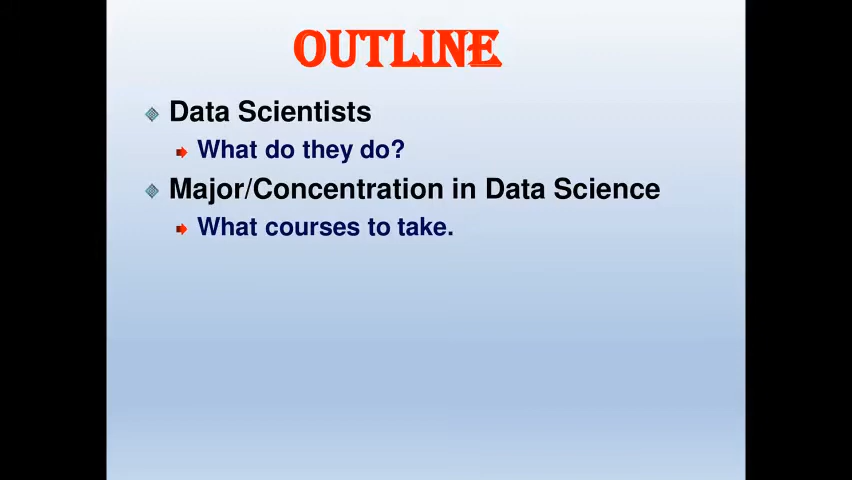 OUTLINE
Data Scientists
What do they do?
Major/Concentration in Data Science
What courses to take.